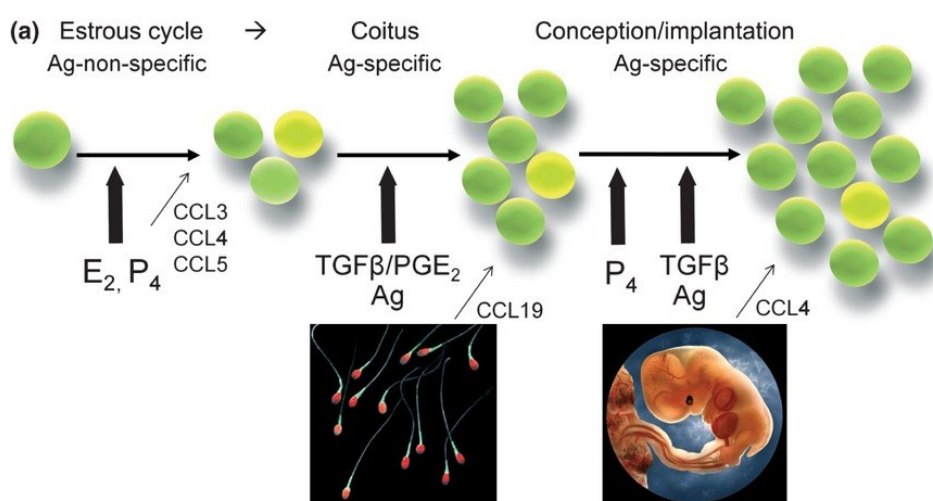 (a) Estrous cycle → Coitus Conception/implantation
Ag-non-specific Ag-specific Ag-specific
CCL3
CCL4
CCL5
E₂, P₄
TGFβ/PGE₂
Ag
CCL19
P₄ TGFβ
Ag
CCL4